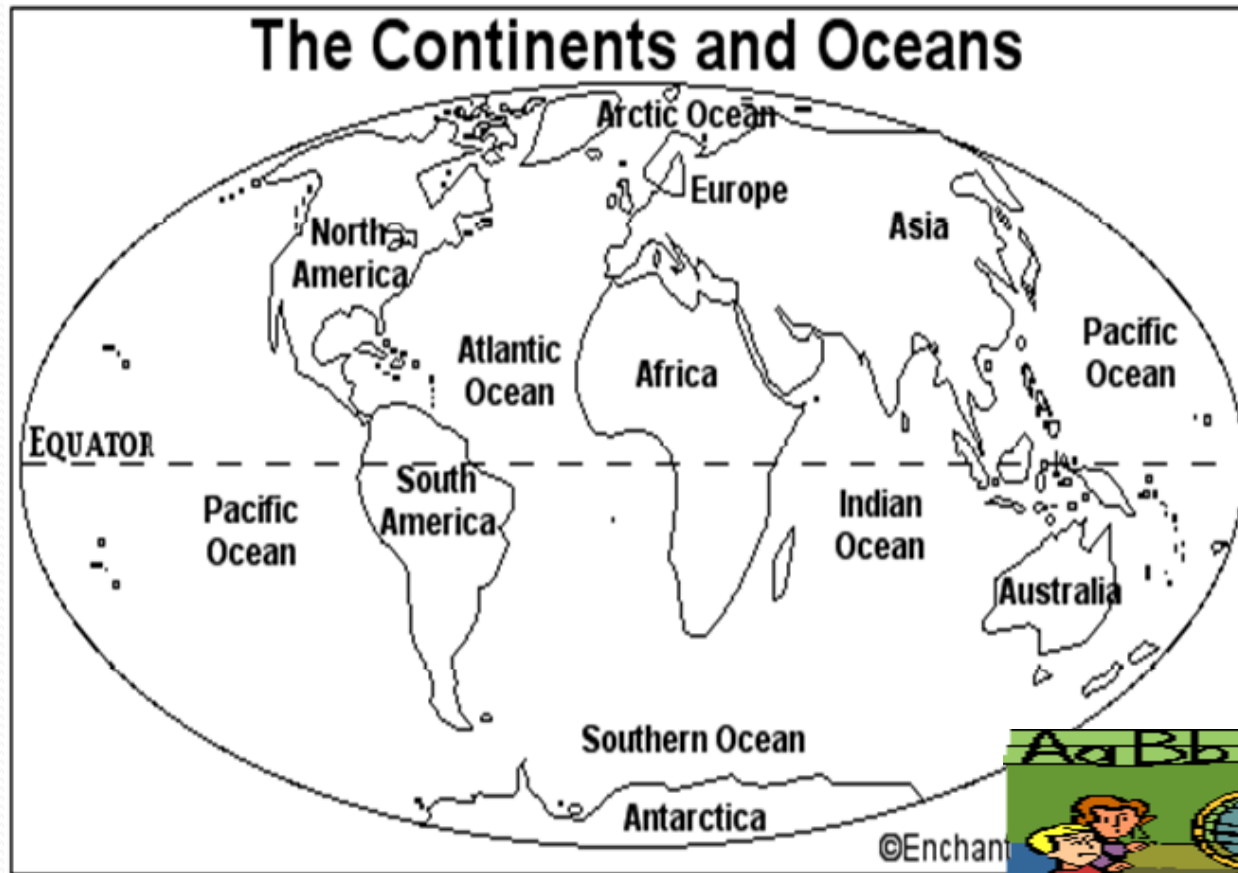 The Continents and Oceans
Arctic Ocean
Europe
Asia
North
America
Atlantic
Ocean
Africa
Pacific
Ocean
EQUATOR
South
America
Pacific
Ocean
Indian
Ocean
Australia
Southern Ocean
Antarctica
©Enchant
Aa Bb